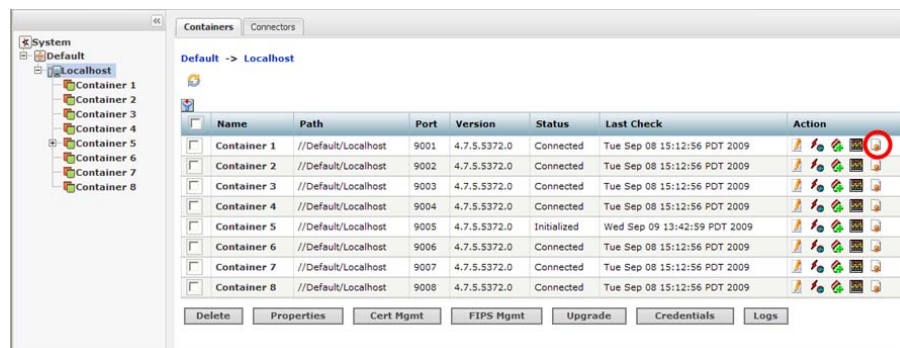 System
Default
Localhost
Container 1
Container 2
Container 3
Container 4
Container 5
Container 6
Container 7
Container 8
Containers Connectors
Default -> Localhost
Name Path Port Version Status Last Check Action
Container 1 //Default/Localhost 9001 4.7.5.5372.0 Connected Tue Sep 08 15:12:56 PDT 2009
Container 2 //Default/Localhost 9002 4.7.5.5372.0 Connected Tue Sep 08 15:12:56 PDT 2009
Container 3 //Default/Localhost 9003 4.7.5.5372.0 Connected Tue Sep 08 15:12:56 PDT 2009
Container 4 //Default/Localhost 9004 4.7.5.5372.0 Connected Tue Sep 08 15:12:56 PDT 2009
Container 5 //Default/Localhost 9005 4.7.5.5372.0 Initialized Wed Sep 09 13:42:59 PDT 2009
Container 6 //Default/Localhost 9006 4.7.5.5372.0 Connected Tue Sep 08 15:12:56 PDT 2009
Container 7 //Default/Localhost 9007 4.7.5.5372.0 Connected Tue Sep 08 15:12:56 PDT 2009
Container 8 //Default/Localhost 9008 4.7.5.5372.0 Connected Tue Sep 08 15:12:56 PDT 2009
Delete Properties Cert Mgmt FIPS Mgmt Upgrade Credentials Logs